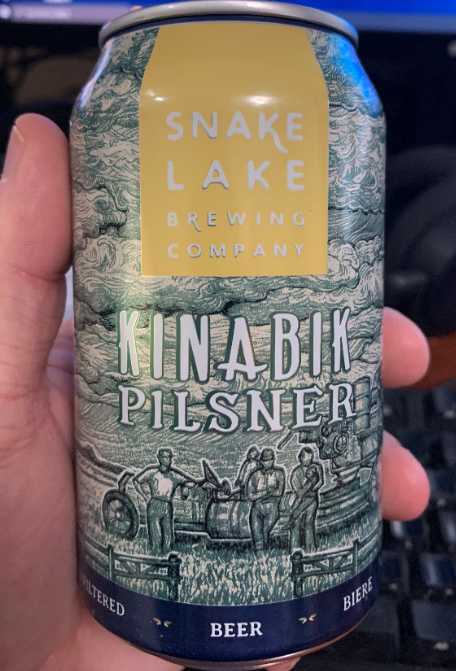 SNAKE
LAKE
BREWING
COMPANY
KINABIK
PILSNER
BEER
BIERE